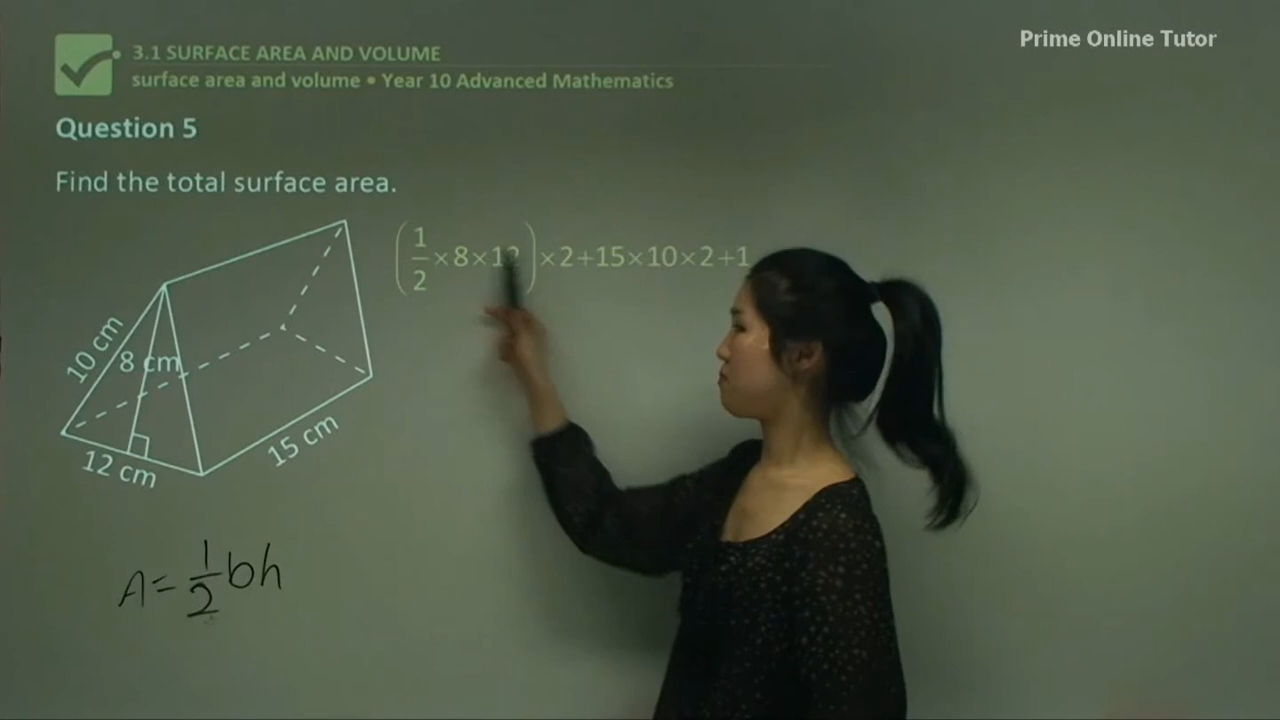 Prime Online Tutor
3.1 SURFACE AREA AND VOLUME
surface area and volume • Year 10 Advanced Mathematics
Question 5
Find the total surface area.
(1/2 × 8 × 12) × 2 + 15 × 10 × 2 + 1
10 cm
8 cm
12 cm
15 cm
A = 1/2 bh